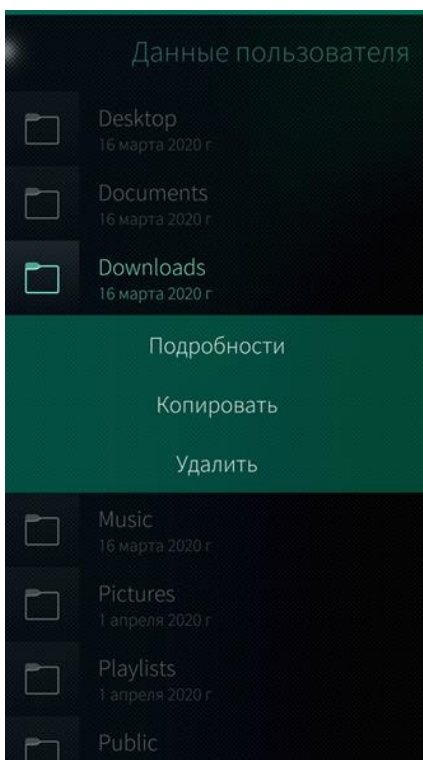 Данные пользователя
Desktop
16 марта 2020 г
Documents
16 марта 2020 г
Downloads
16 марта 2020 г
Подробности
Копировать
Удалить
Music
16 марта 2020 г
Pictures
1 апреля 2020 г
Playlists
1 апреля 2020 г
Public